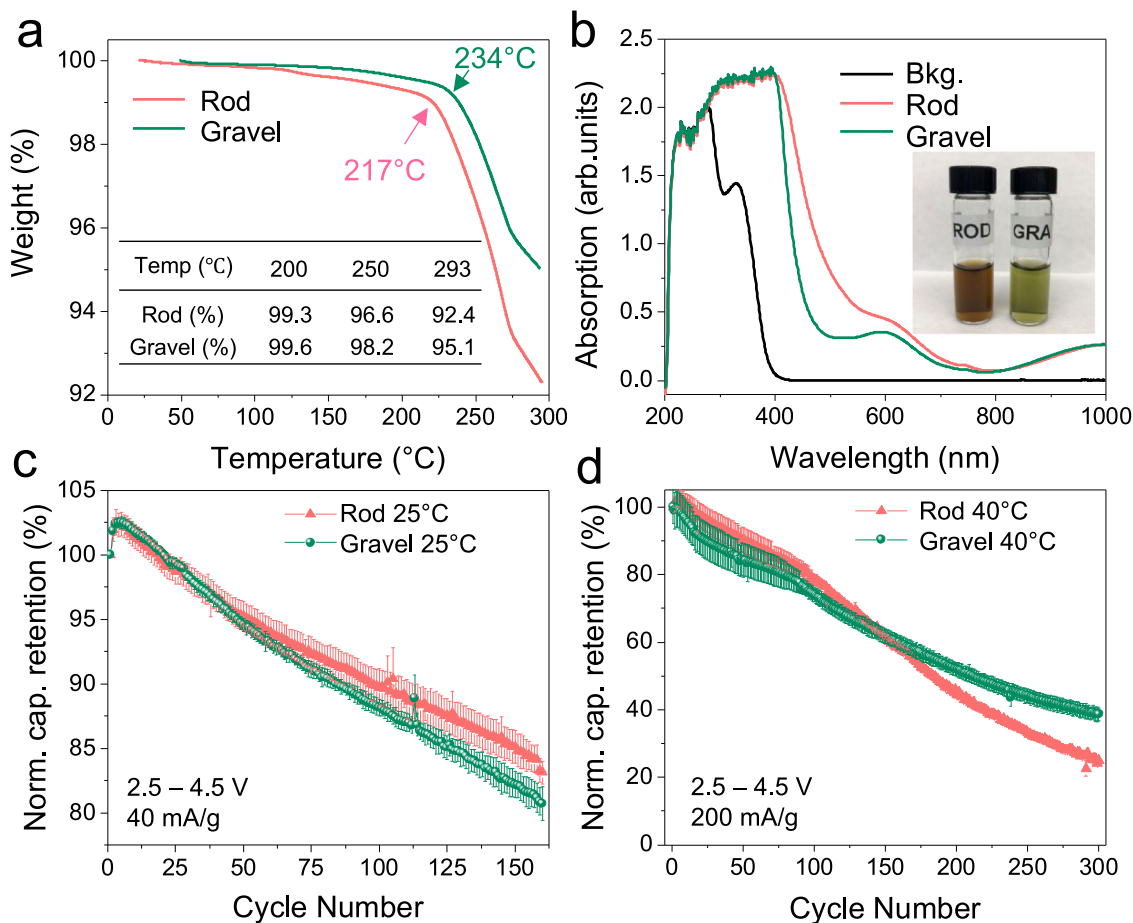 a
100
98
96
94
92
Weight (%)
Rod
Gravel
234°C
217°C
Temp (℃) 200 250 293
Rod (%) 99.3 96.6 92.4
Gravel (%) 99.6 98.2 95.1
0 50 100 150 200 250 300
Temperature (°C)
b
2.5
2.0
1.5
1.0
0.5
0.0
Absorption (arb.units)
Bkg.
Rod
Gravel
ROD GRA
200 400 600 800 1000
Wavelength (nm)
c
105
100
95
90
85
80
Norm. cap. retention (%)
Rod 25°C
Gravel 25°C
2.5 – 4.5 V
40 mA/g
0 25 50 75 100 125 150
Cycle Number
d
100
80
60
40
20
0
Norm. cap. retention (%)
Rod 40°C
Gravel 40°C
2.5 – 4.5 V
200 mA/g
0 50 100 150 200 250 300
Cycle Number